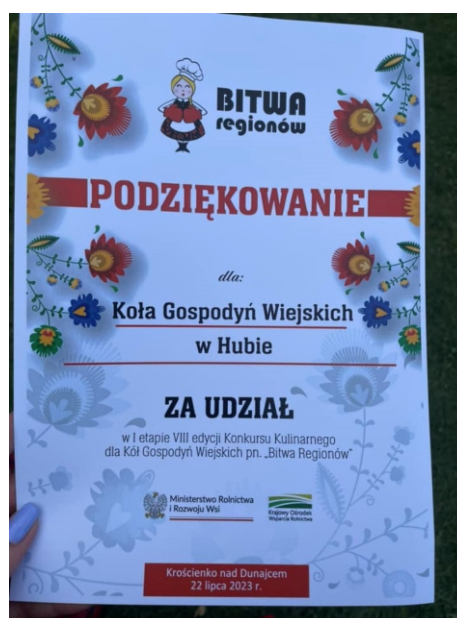 BITWA
regionów
PODZIĘKOWANIE
dla:
Koła Gospodyń Wiejskich
w Hubie
ZA UDZIAŁ
w I etapie VIII edycji Konkursu Kulinarnego
dla Kół Gospodyń Wiejskich pn. „Bitwa Regionów”
Ministerstwo Rolnictwa
i Rozwoju Wsi
Krajowy Ośrodek
Wsparcia Rolnictwa
Krościenko nad Dunajcem
22 lipca 2023 r.